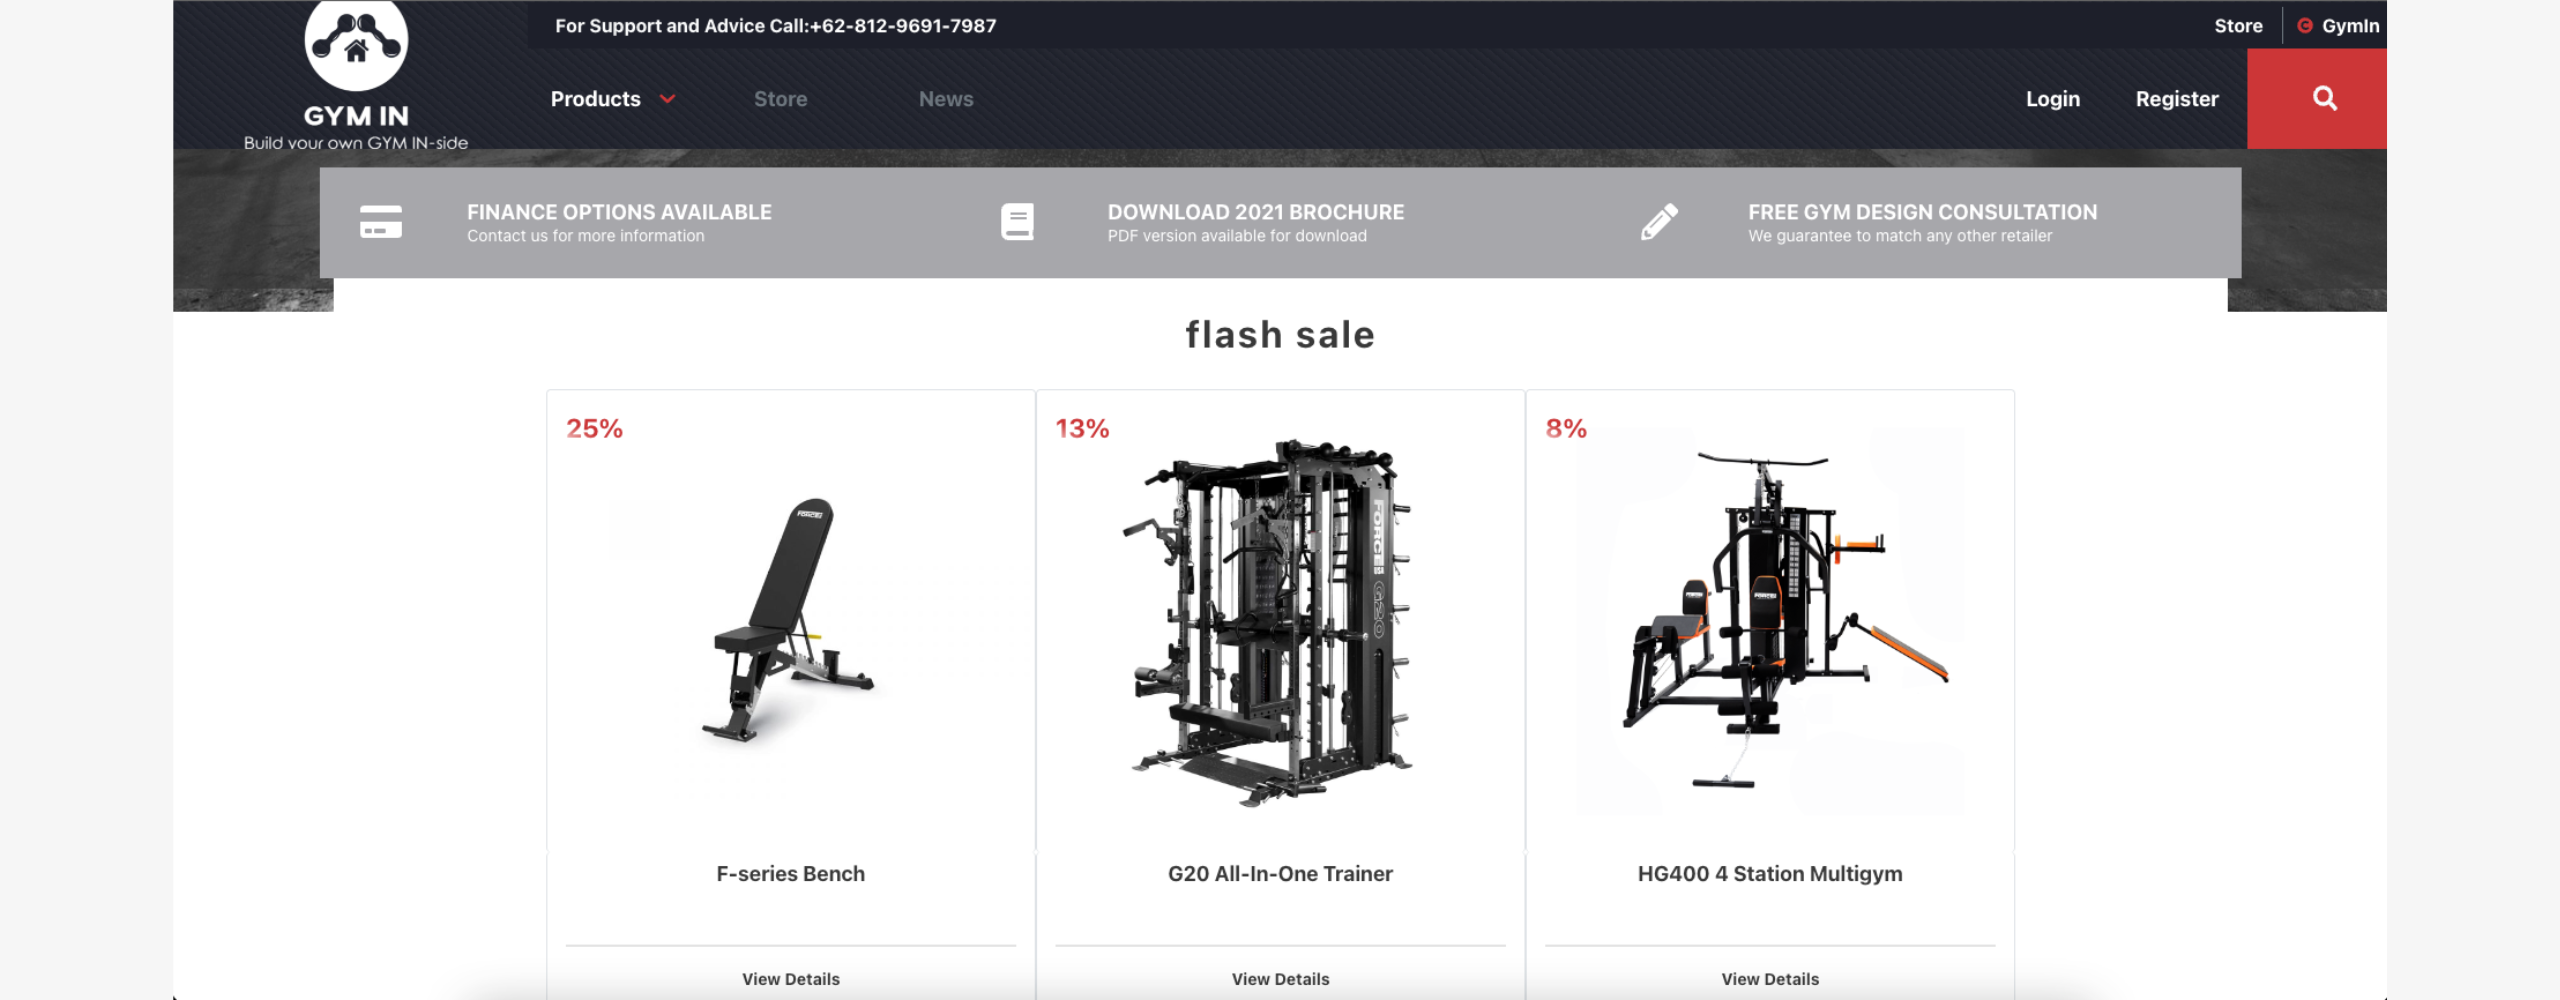 For Support and Advice Call:+62-812-9691-7987
Store
GymIn
GYM IN
Build your own GYM IN-side
Products
Store
News
Login
Register
FINANCE OPTIONS AVAILABLE
Contact us for more information
DOWNLOAD 2021 BROCHURE
PDF version available for download
FREE GYM DESIGN CONSULTATION
We guarantee to match any other retailer
flash sale
25%
13%
8%
FORCE
G20
F-series Bench
G20 All-In-One Trainer
HG400 4 Station Multigym
View Details
View Details
View Details